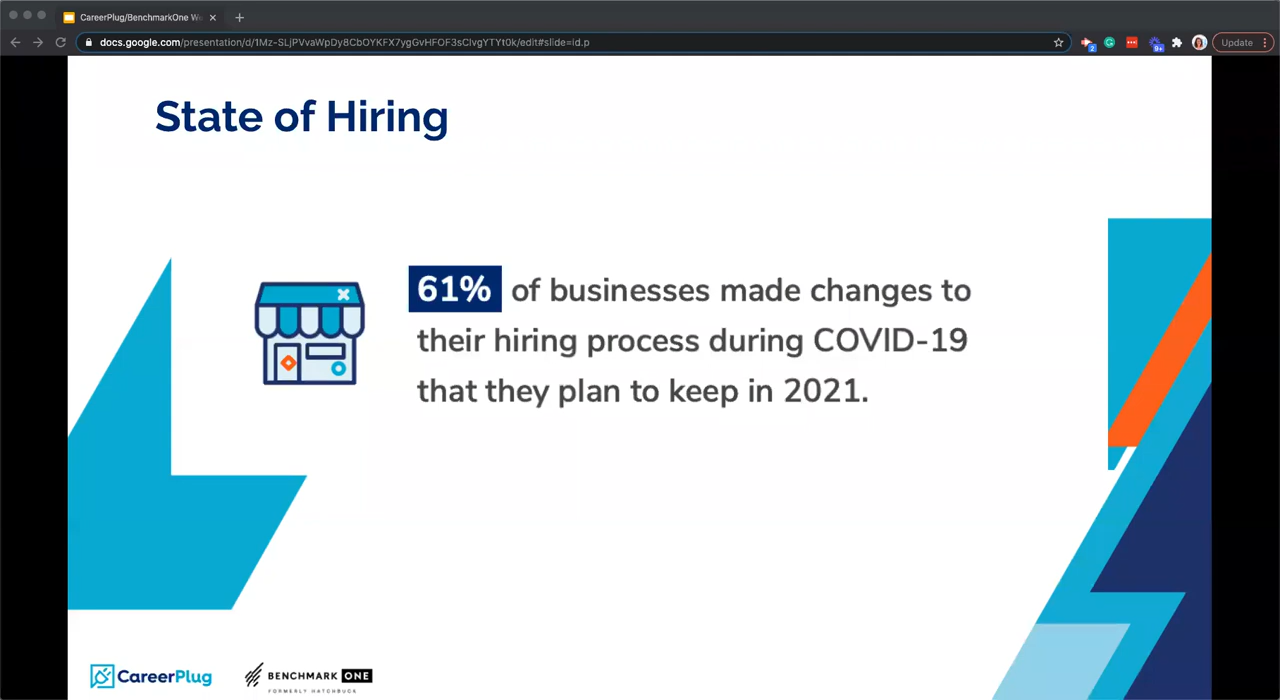 CareerPlug/BenchmarkOne We
docs.google.com/presentation/d/1Mz-SLjPVvaWpDy8CbOYKFX7ygGvHFOF3sClvgYTYt0k/edit#slide=id.p
2
9+
Update
State of Hiring
61% of businesses made changes to
their hiring process during COVID-19
that they plan to keep in 2021.
CareerPlug
BENCHMARK ONE
FORMERLY HATCHBUCK